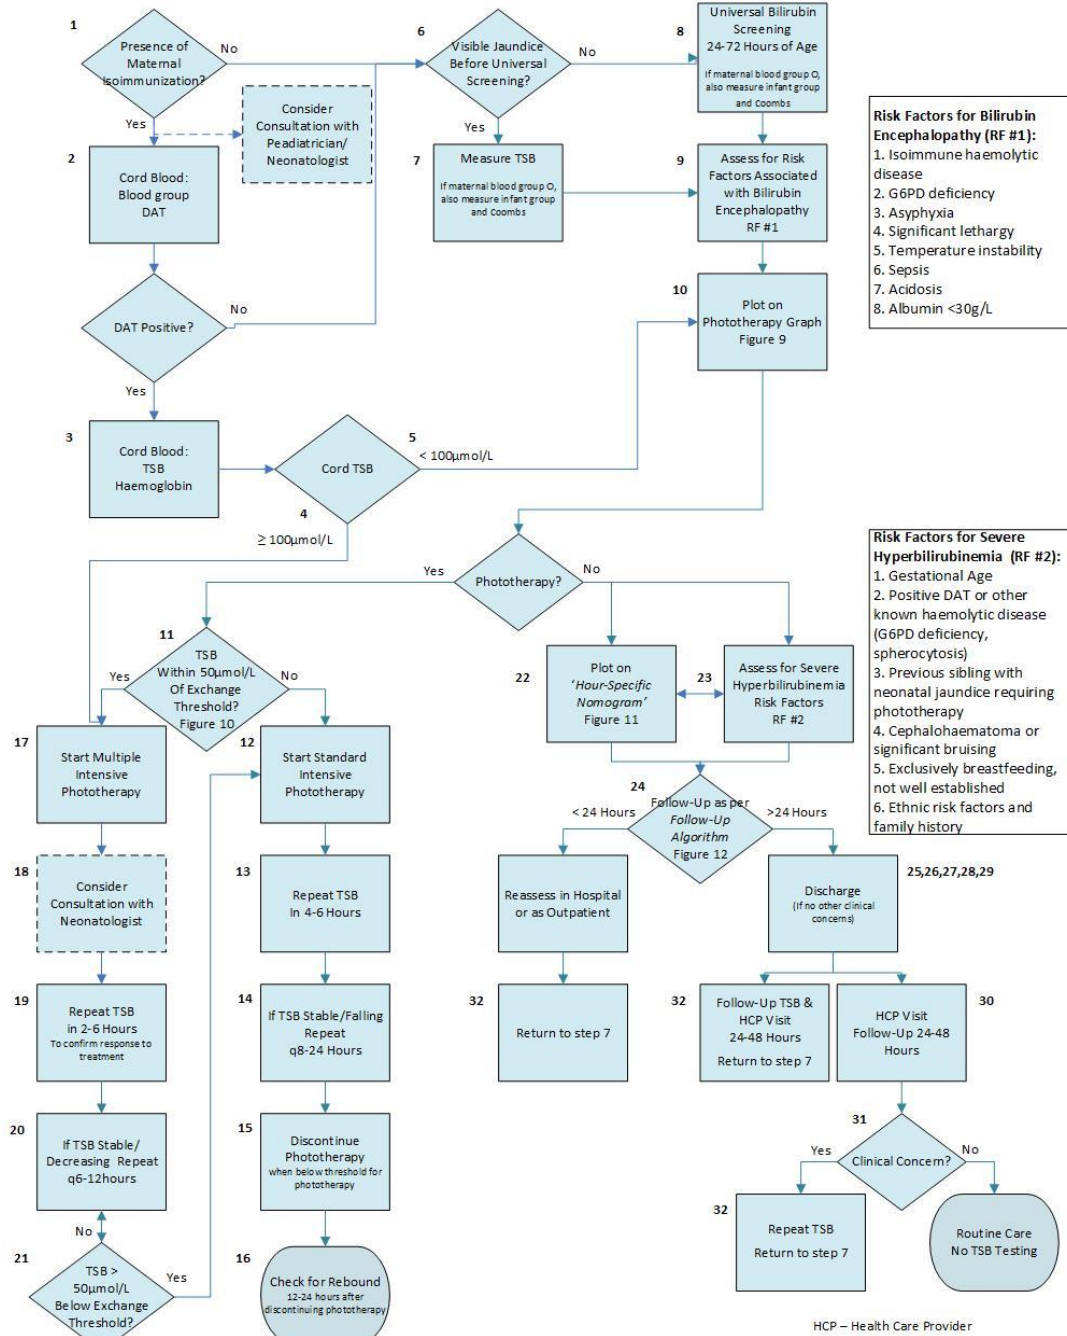 1
Presence of
Maternal
Isoimmunization?
No
Yes
Consider
Consultation with
Peadiatrician/
Neonatologist
2
Cord Blood:
Blood group
DAT
DAT Positive?
No
Yes
3
Cord Blood:
TSB
Haemoglobin
Cord TSB
4
≥ 100µmol/L
5
< 100µmol/L
6
Visible Jaundice
Before Universal
Screening?
No
Yes
7
Measure TSB
If maternal blood group O,
also measure infant group
and Coombs
8
Universal Bilirubin
Screening
24-72 Hours of Age
If maternal blood group O,
also measure infant group
and Coombs
9
Assess for Risk
Factors Associated
with Bilirubin
Encephalopathy
RF #1
10
Plot on
Phototherapy Graph
Figure 9
Risk Factors for Bilirubin
Encephalopathy (RF #1):
1. Isoimmune haemolytic
disease
2. G6PD deficiency
3. Asyphyxia
4. Significant lethargy
5. Temperature instability
6. Sepsis
7. Acidosis
8. Albumin <30g/L
Phototherapy?
Yes
No
11
TSB
Within 50µmol/L
Of Exchange
Threshold?
Figure 10
Yes
No
17
Start Multiple
Intensive
Phototherapy
12
Start Standard
Intensive
Phototherapy
18
Consider
Consultation with
Neonatologist
13
Repeat TSB
In 4-6 Hours
19
Repeat TSB
in 2-6 Hours
To confirm response to
treatment
14
If TSB Stable/Falling
Repeat
q8-24 Hours
20
If TSB Stable/
Decreasing Repeat
q6-12hours
15
Discontinue
Phototherapy
when below threshold for
phototherapy
No
21
TSB >
50µmol/L
Below Exchange
Threshold?
Yes
16
Check for Rebound
12-24 hours after
discontinuing phototherapy
22
Plot on
‘Hour-Specific
Nomogram’
Figure 11
23
Assess for Severe
Hyperbilirubinemia
Risk Factors
RF #2
Risk Factors for Severe
Hyperbilirubinemia (RF #2):
1. Gestational Age
2. Positive DAT or other
known haemolytic disease
(G6PD deficiency,
spherocytosis)
3. Previous sibling with
neonatal jaundice requiring
phototherapy
4. Cephalohaematoma or
significant bruising
5. Exclusively breastfeeding,
not well established
6. Ethnic risk factors and
family history
24
Follow-Up as per
Follow-Up
Algorithm
Figure 12
< 24 Hours
>24 Hours
Reassess in Hospital
or as Outpatient
25,26,27,28,29
Discharge
(If no other clinical
concerns)
32
Return to step 7
32
Follow-Up TSB &
HCP Visit
24-48 Hours
Return to step 7
30
HCP Visit
Follow-Up 24-48
Hours
31
Clinical Concern?
Yes
No
32
Repeat TSB
Return to step 7
Routine Care
No TSB Testing
HCP – Health Care Provider